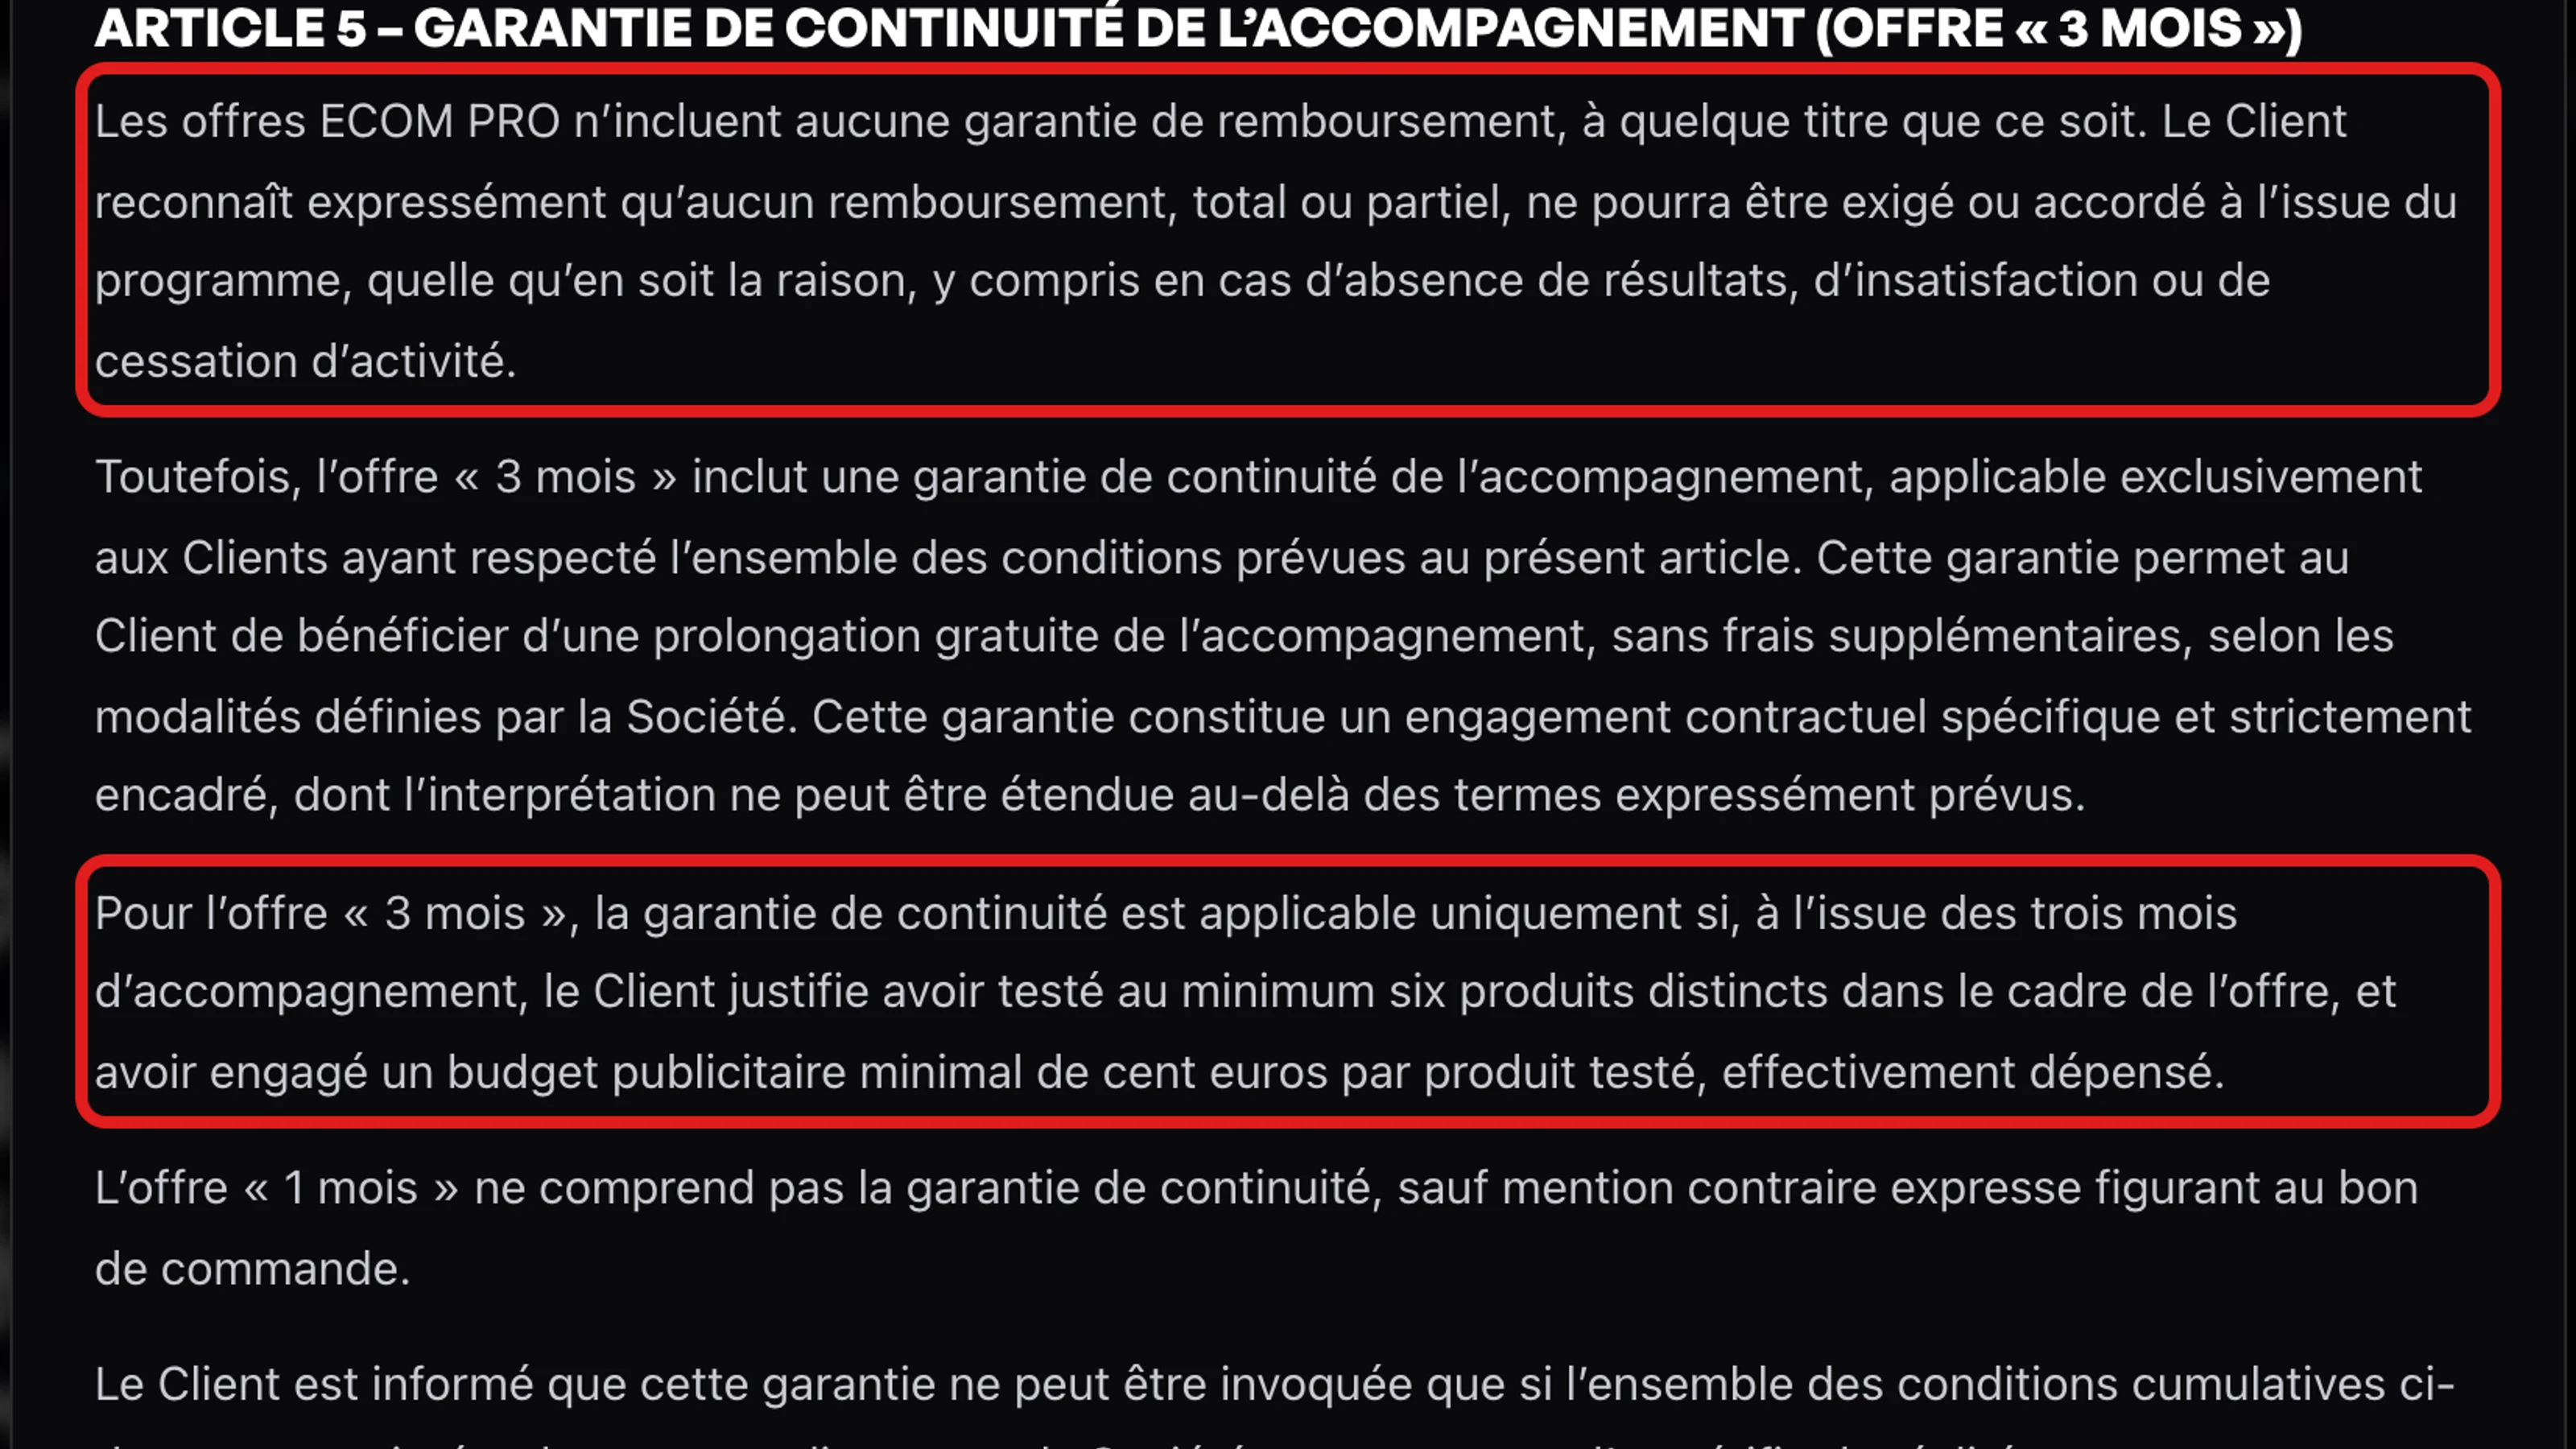 ARTICLE 5 – GARANTIE DE CONTINUITÉ DE L’ACCOMPAGNEMENT (OFFRE « 3 MOIS »)
Les offres ECOM PRO n’incluent aucune garantie de remboursement, à quelque titre que ce soit. Le Client
reconnaît expressément qu’aucun remboursement, total ou partiel, ne pourra être exigé ou accordé à l’issue du
programme, quelle qu’en soit la raison, y compris en cas d’absence de résultats, d’insatisfaction ou de
cessation d’activité.
Toutefois, l’offre « 3 mois » inclut une garantie de continuité de l’accompagnement, applicable exclusivement
aux Clients ayant respecté l’ensemble des conditions prévues au présent article. Cette garantie permet au
Client de bénéficier d’une prolongation gratuite de l’accompagnement, sans frais supplémentaires, selon les
modalités définies par la Société. Cette garantie constitue un engagement contractuel spécifique et strictement
encadré, dont l’interprétation ne peut être étendue au-delà des termes expressément prévus.
Pour l’offre « 3 mois », la garantie de continuité est applicable uniquement si, à l’issue des trois mois
d’accompagnement, le Client justifie avoir testé au minimum six produits distincts dans le cadre de l’offre, et
avoir engagé un budget publicitaire minimal de cent euros par produit testé, effectivement dépensé.
L’offre « 1 mois » ne comprend pas la garantie de continuité, sauf mention contraire expresse figurant au bon
de commande.
Le Client est informé que cette garantie ne peut être invoquée que si l’ensemble des conditions cumulatives ci-